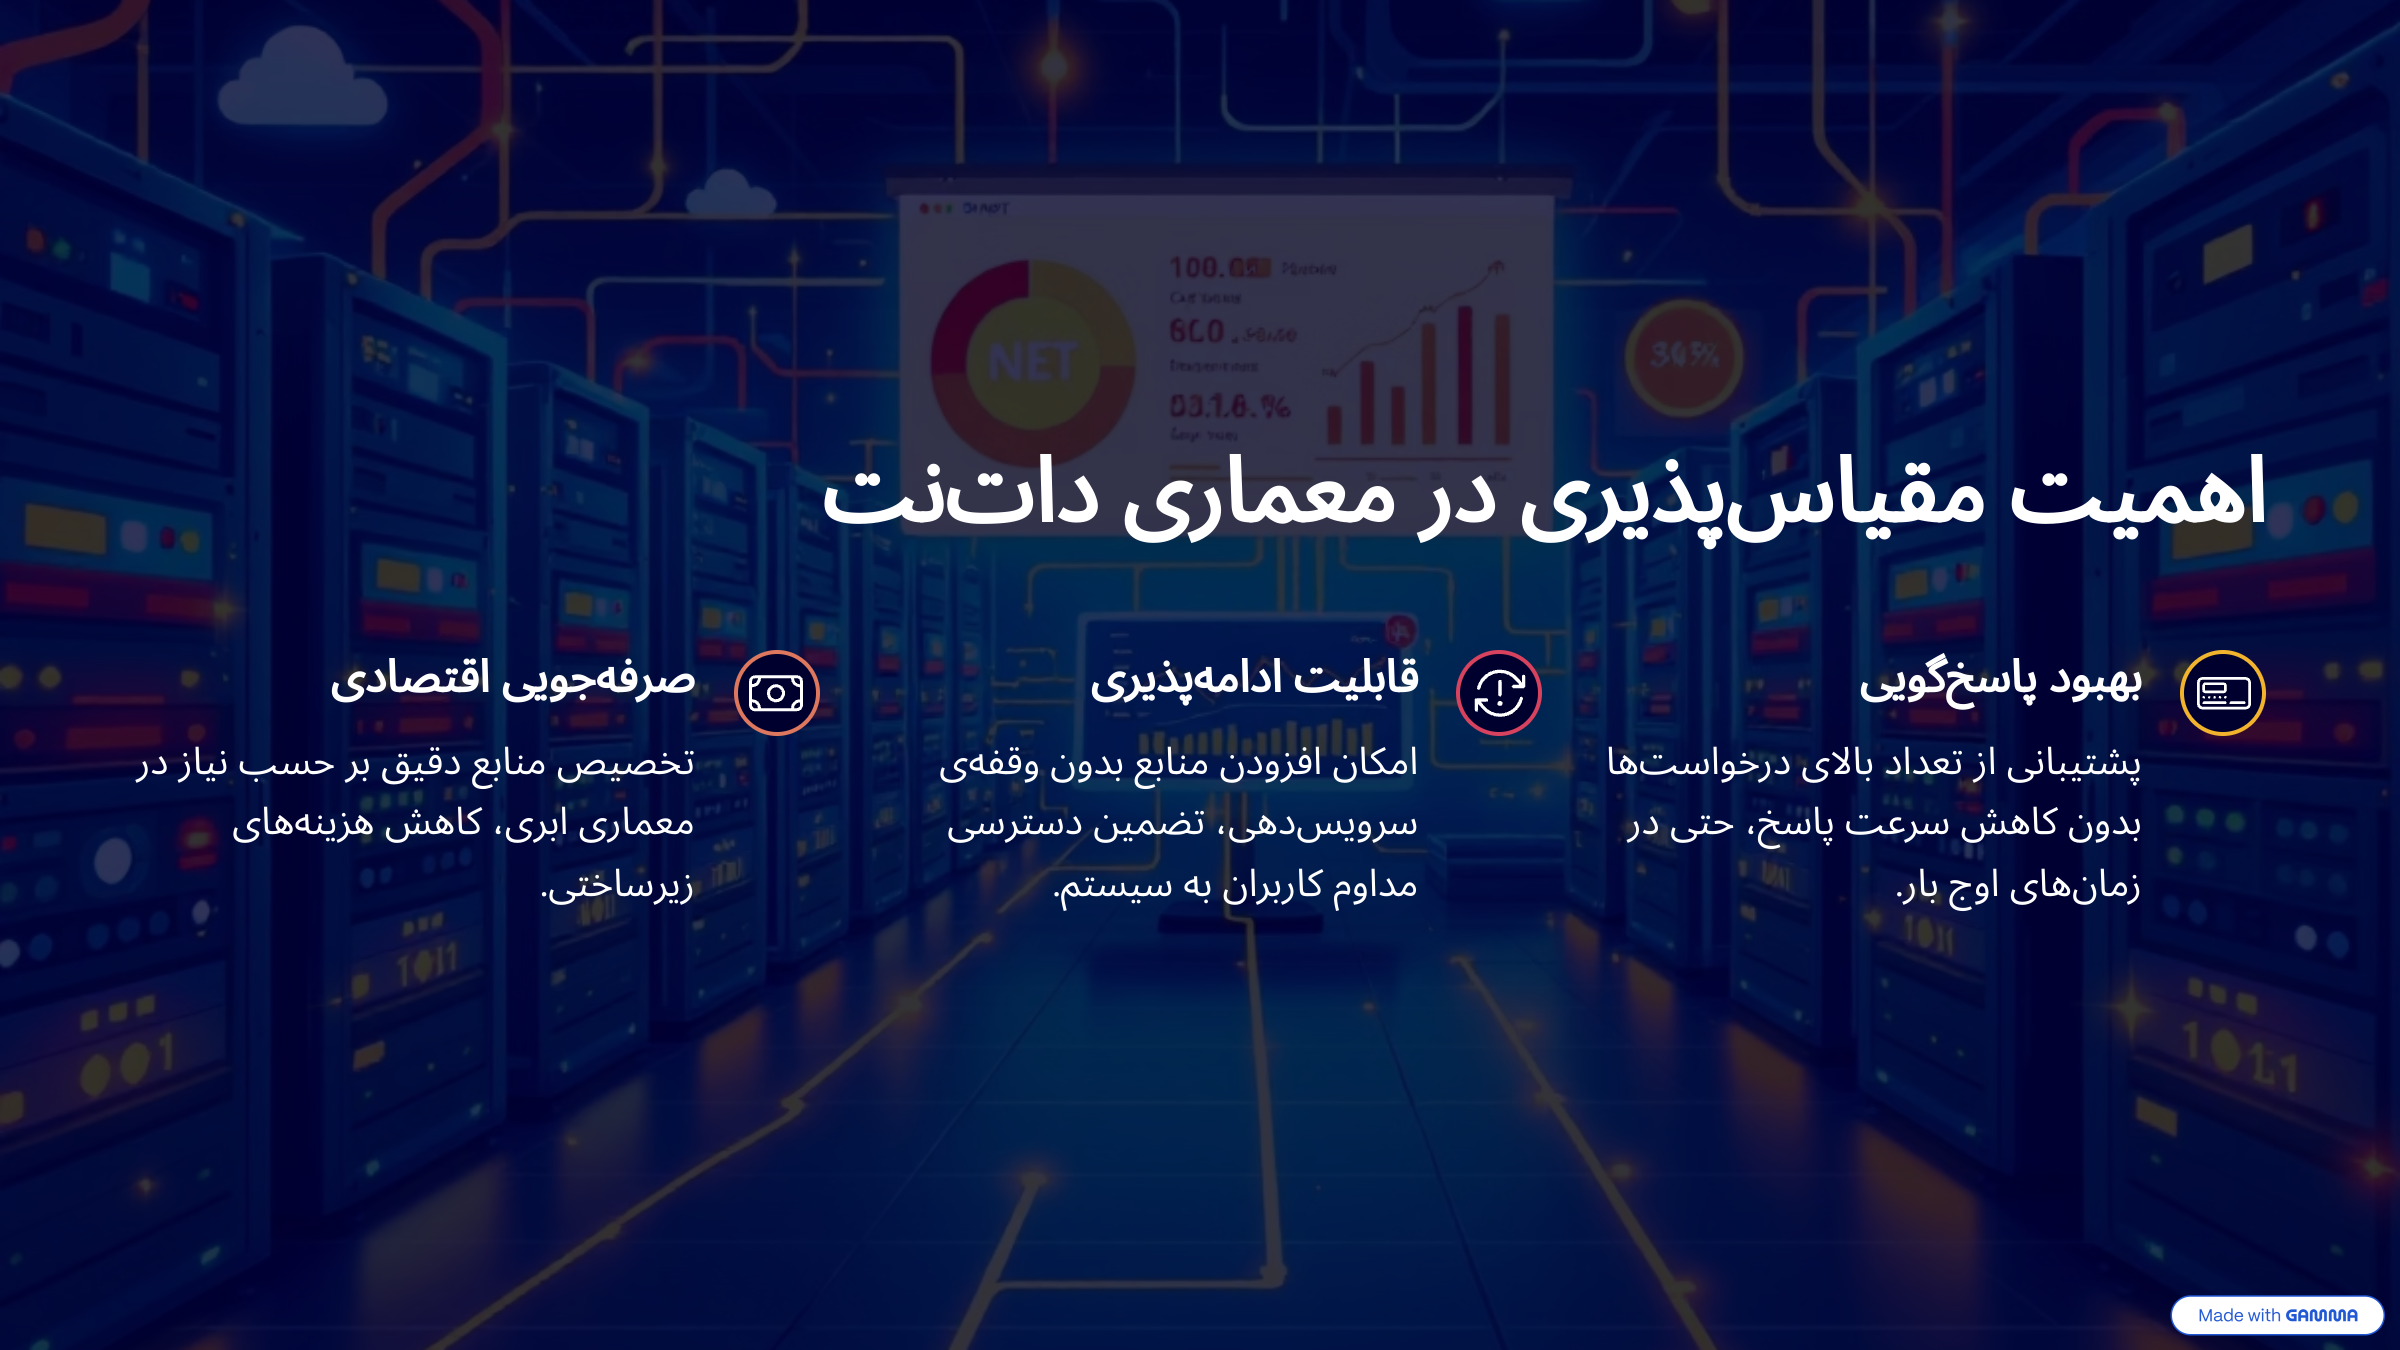 NET
اهمیت مقیاس‌پذیری در معماری دات‌نت
بهبود پاسخ‌گویی
پشتیبانی از تعداد بالای درخواست‌ها
بدون کاهش سرعت پاسخ، حتی در
زمان‌های اوج بار.
قابلیت ادامه‌پذیری
امکان افزودن منابع بدون وقفه‌ی
سرویس‌دهی، تضمین دسترسی
مداوم کاربران به سیستم.
صرفه‌جویی اقتصادی
تخصیص منابع دقیق بر حسب نیاز در
معماری ابری، کاهش هزینه‌های
زیرساختی.
Made with GAMMA